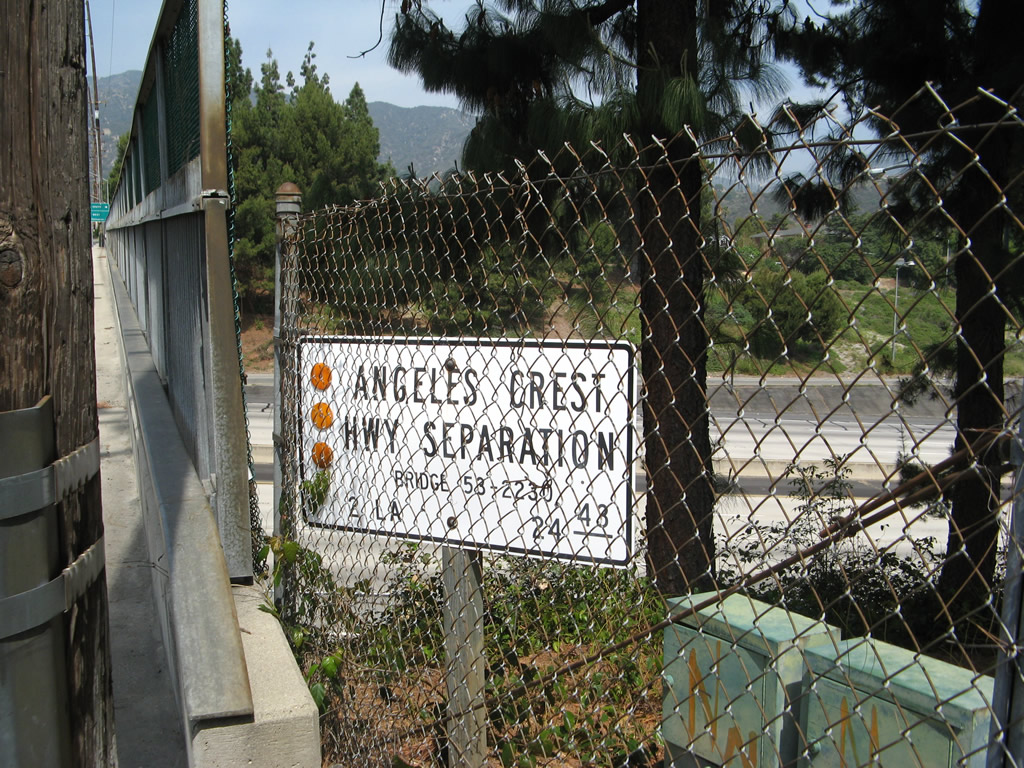 ANGELES CREST
HWY SEPARATION
BRIDGE 53-2230
2 LA 24 43